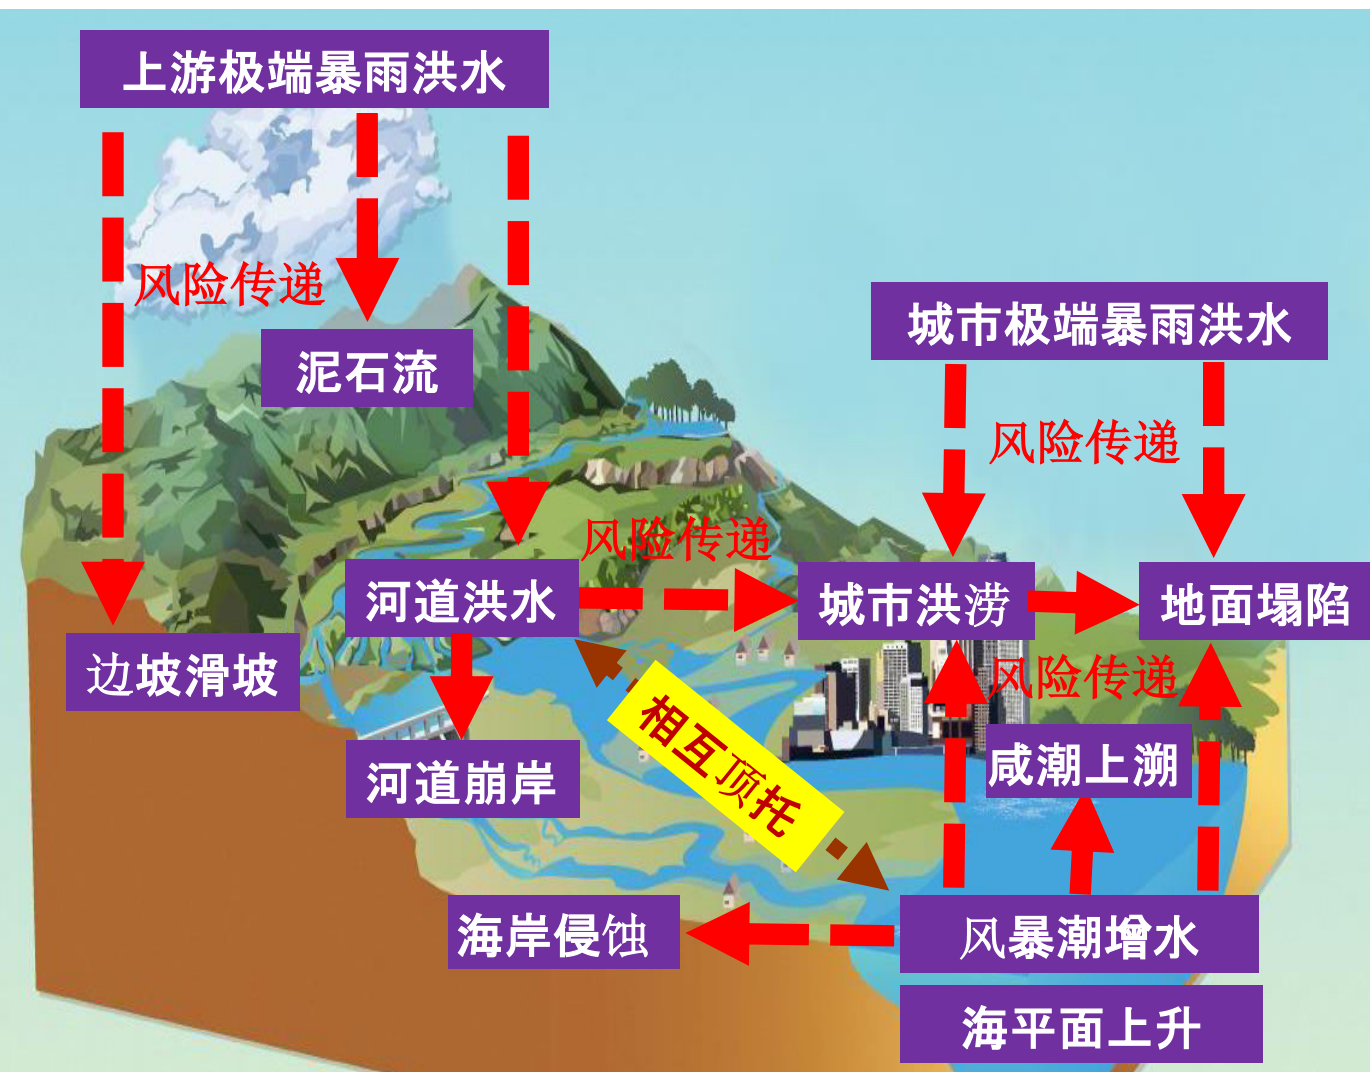 上游极端暴雨洪水
风险传递
泥石流
城市极端暴雨洪水
风险传递
风险传递
河道洪水
城市洪涝
地面塌陷
边坡滑坡
风险传递
相互顶托
河道崩岸
咸潮上溯
海岸侵蚀
风暴潮增水
海平面上升